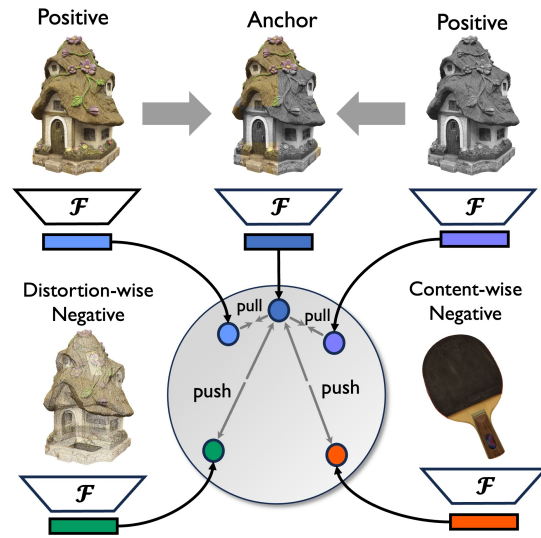 Positive
Anchor
Positive
ℱ
ℱ
ℱ
Distortion-wise
Negative
pull
pull
Content-wise
Negative
push
push
ℱ
ℱ